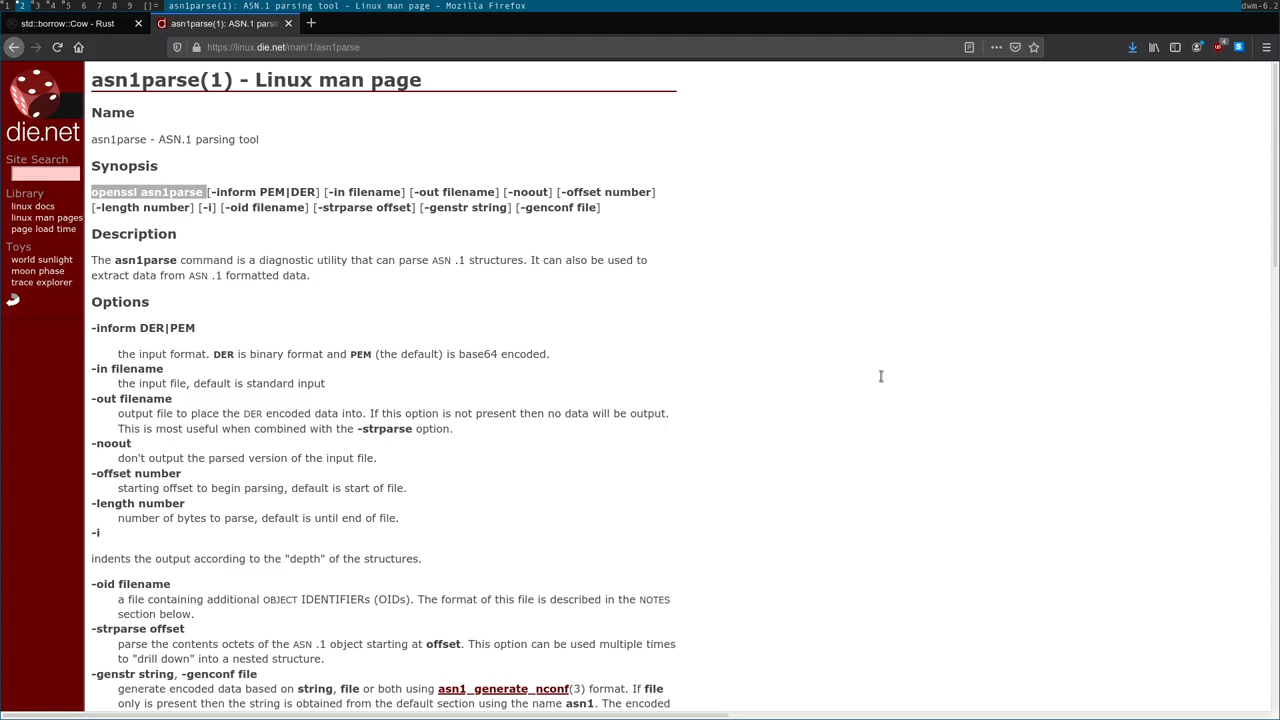 1 2 3 4 5 6 7 8 9 []= asn1parse(1): ASN.1 parsing tool - Linux man page - Mozilla Firefox dwm-6.2
std::borrow::Cow - Rust asn1parse(1): ASN.1 parsin
https://linux.die.net/man/1/asn1parse
4
die.net
Site Search
Library
linux docs
linux man pages
page load time
Toys
world sunlight
moon phase
trace explorer
asn1parse(1) - Linux man page
Name
asn1parse - ASN.1 parsing tool
Synopsis
openssl asn1parse [-inform PEM|DER] [-in filename] [-out filename] [-noout] [-offset number]
[-length number] [-i] [-oid filename] [-strparse offset] [-genstr string] [-genconf file]
Description
The asn1parse command is a diagnostic utility that can parse ASN .1 structures. It can also be used to
extract data from ASN .1 formatted data.
Options
-inform DER|PEM
the input format. DER is binary format and PEM (the default) is base64 encoded.
-in filename
the input file, default is standard input
-out filename
output file to place the DER encoded data into. If this option is not present then no data will be output.
This is most useful when combined with the -strparse option.
-noout
don't output the parsed version of the input file.
-offset number
starting offset to begin parsing, default is start of file.
-length number
number of bytes to parse, default is until end of file.
-i
indents the output according to the "depth" of the structures.
-oid filename
a file containing additional OBJECT IDENTIFIERs (OIDs). The format of this file is described in the NOTES
section below.
-strparse offset
parse the contents octets of the ASN .1 object starting at offset. This option can be used multiple times
to "drill down" into a nested structure.
-genstr string, -genconf file
generate encoded data based on string, file or both using asn1_generate_nconf(3) format. If file
only is present then the string is obtained from the default section using the name asn1. The encoded